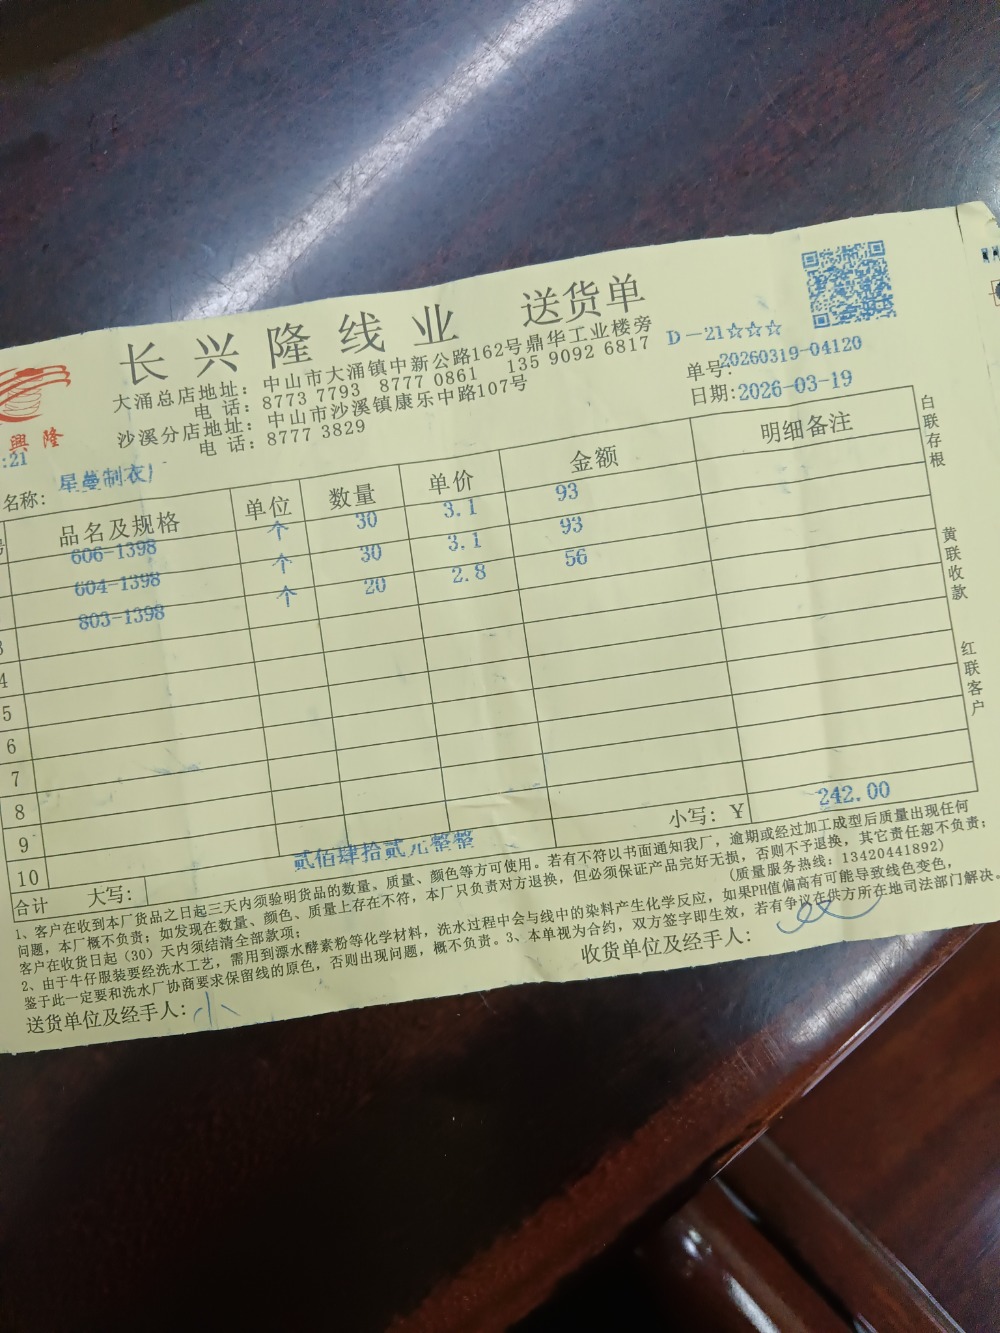 长兴隆线业 送货单
D-21☆☆☆
大涌总店地址：中山市大涌镇中新公路162号鼎华工业楼旁
电 话：8773 7793 8777 0861 135 9092 6817
沙溪分店地址：中山市沙溪镇康乐中路107号
电 话：8777 3829
单号:20260319-04120
日期:2026-03-19
興隆
:21
名称: 星蔓制衣
品名及规格 单位 数量 单价 金额 明细备注
606-1398 个 30 3.1 93
604-1398 个 30 3.1 93
803-1398 个 20 2.8 56
3
4
5
6
7
8
9
10
合计 大写: 贰佰肆拾贰元整整 小写: ¥ 242.00
白联存根
黄联收款
红联客户
1、客户在收到本厂货品之日起三天内须验明货品的数量、质量、颜色等方可使用。若有不符以书面通知我厂，逾期或经过加工成型后质量出现任何
问题，本厂概不负责；如发现在数量、颜色、质量上存在不符，本厂只负责对方退换，但必须保证产品完好无损，否则不予退换，其它责任恕不负责；
客户在收货日起（30）天内须结清全部款项； （质量服务热线：13420441892）
2、由于牛仔服装要经洗水工艺，需用到漂水酵素粉等化学材料，洗水过程中会与线中的染料产生化学反应，如果PH值偏高有可能导致线色变色，
鉴于此一定要和洗水厂协商要求保留线的原色，否则出现问题，概不负责。3、本单视为合约，双方签字即生效，若有争议在供方所在地司法部门解决。
送货单位及经手人： 收货单位及经手人：